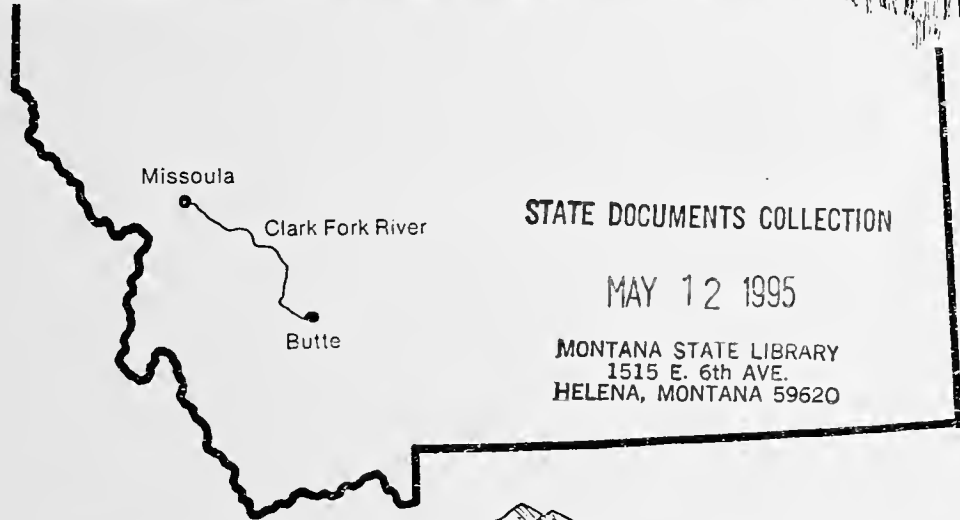 Missoula
Clark Fork River
Butte
STATE DOCUMENTS COLLECTION
MAY 12 1995
MONTANA STATE LIBRARY
1515 E. 6th AVE.
HELENA, MONTANA 59620